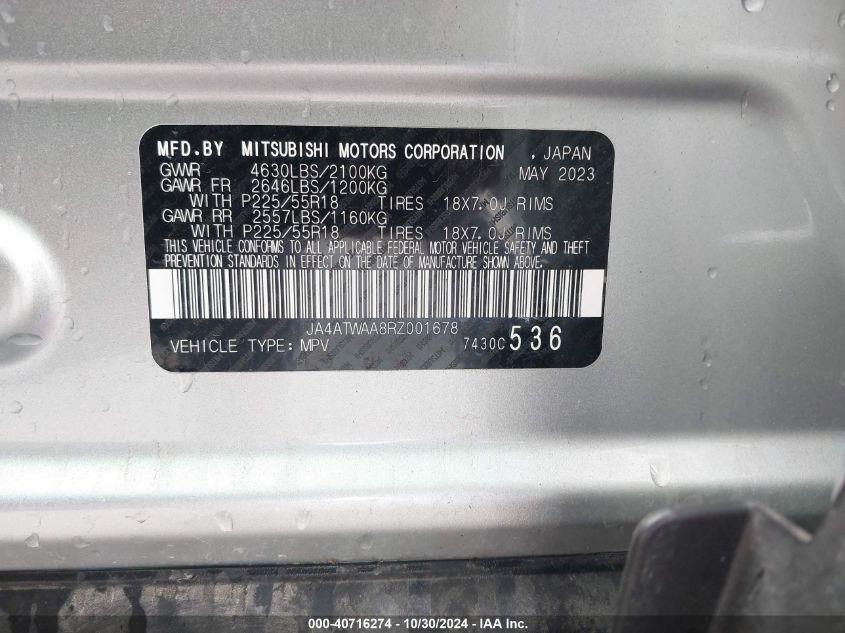 MFD.BY MITSUBISHI MOTORS CORPORATION , JAPAN
GVWR 4630LBS/2100KG MAY 2023
GAWR FR 2646LBS/1200KG
WITH P225/55R18 TIRES 18X7.0J RIMS
GAWR RR 2557LBS/1160KG
WITH P225/55R18 TIRES 18X7.0J RIMS
THIS VEHICLE CONFORMS TO ALL APPLICABLE FEDERAL MOTOR VEHICLE SAFETY AND THEFT
PREVENTION STANDARDS IN EFFECT ON THE DATE OF MANUFACTURE SHOWN ABOVE.
JA4ATWAA8RZ001678
VEHICLE TYPE: MPV 7430C536
000-40716274 - 10/30/2024 - IAA Inc.